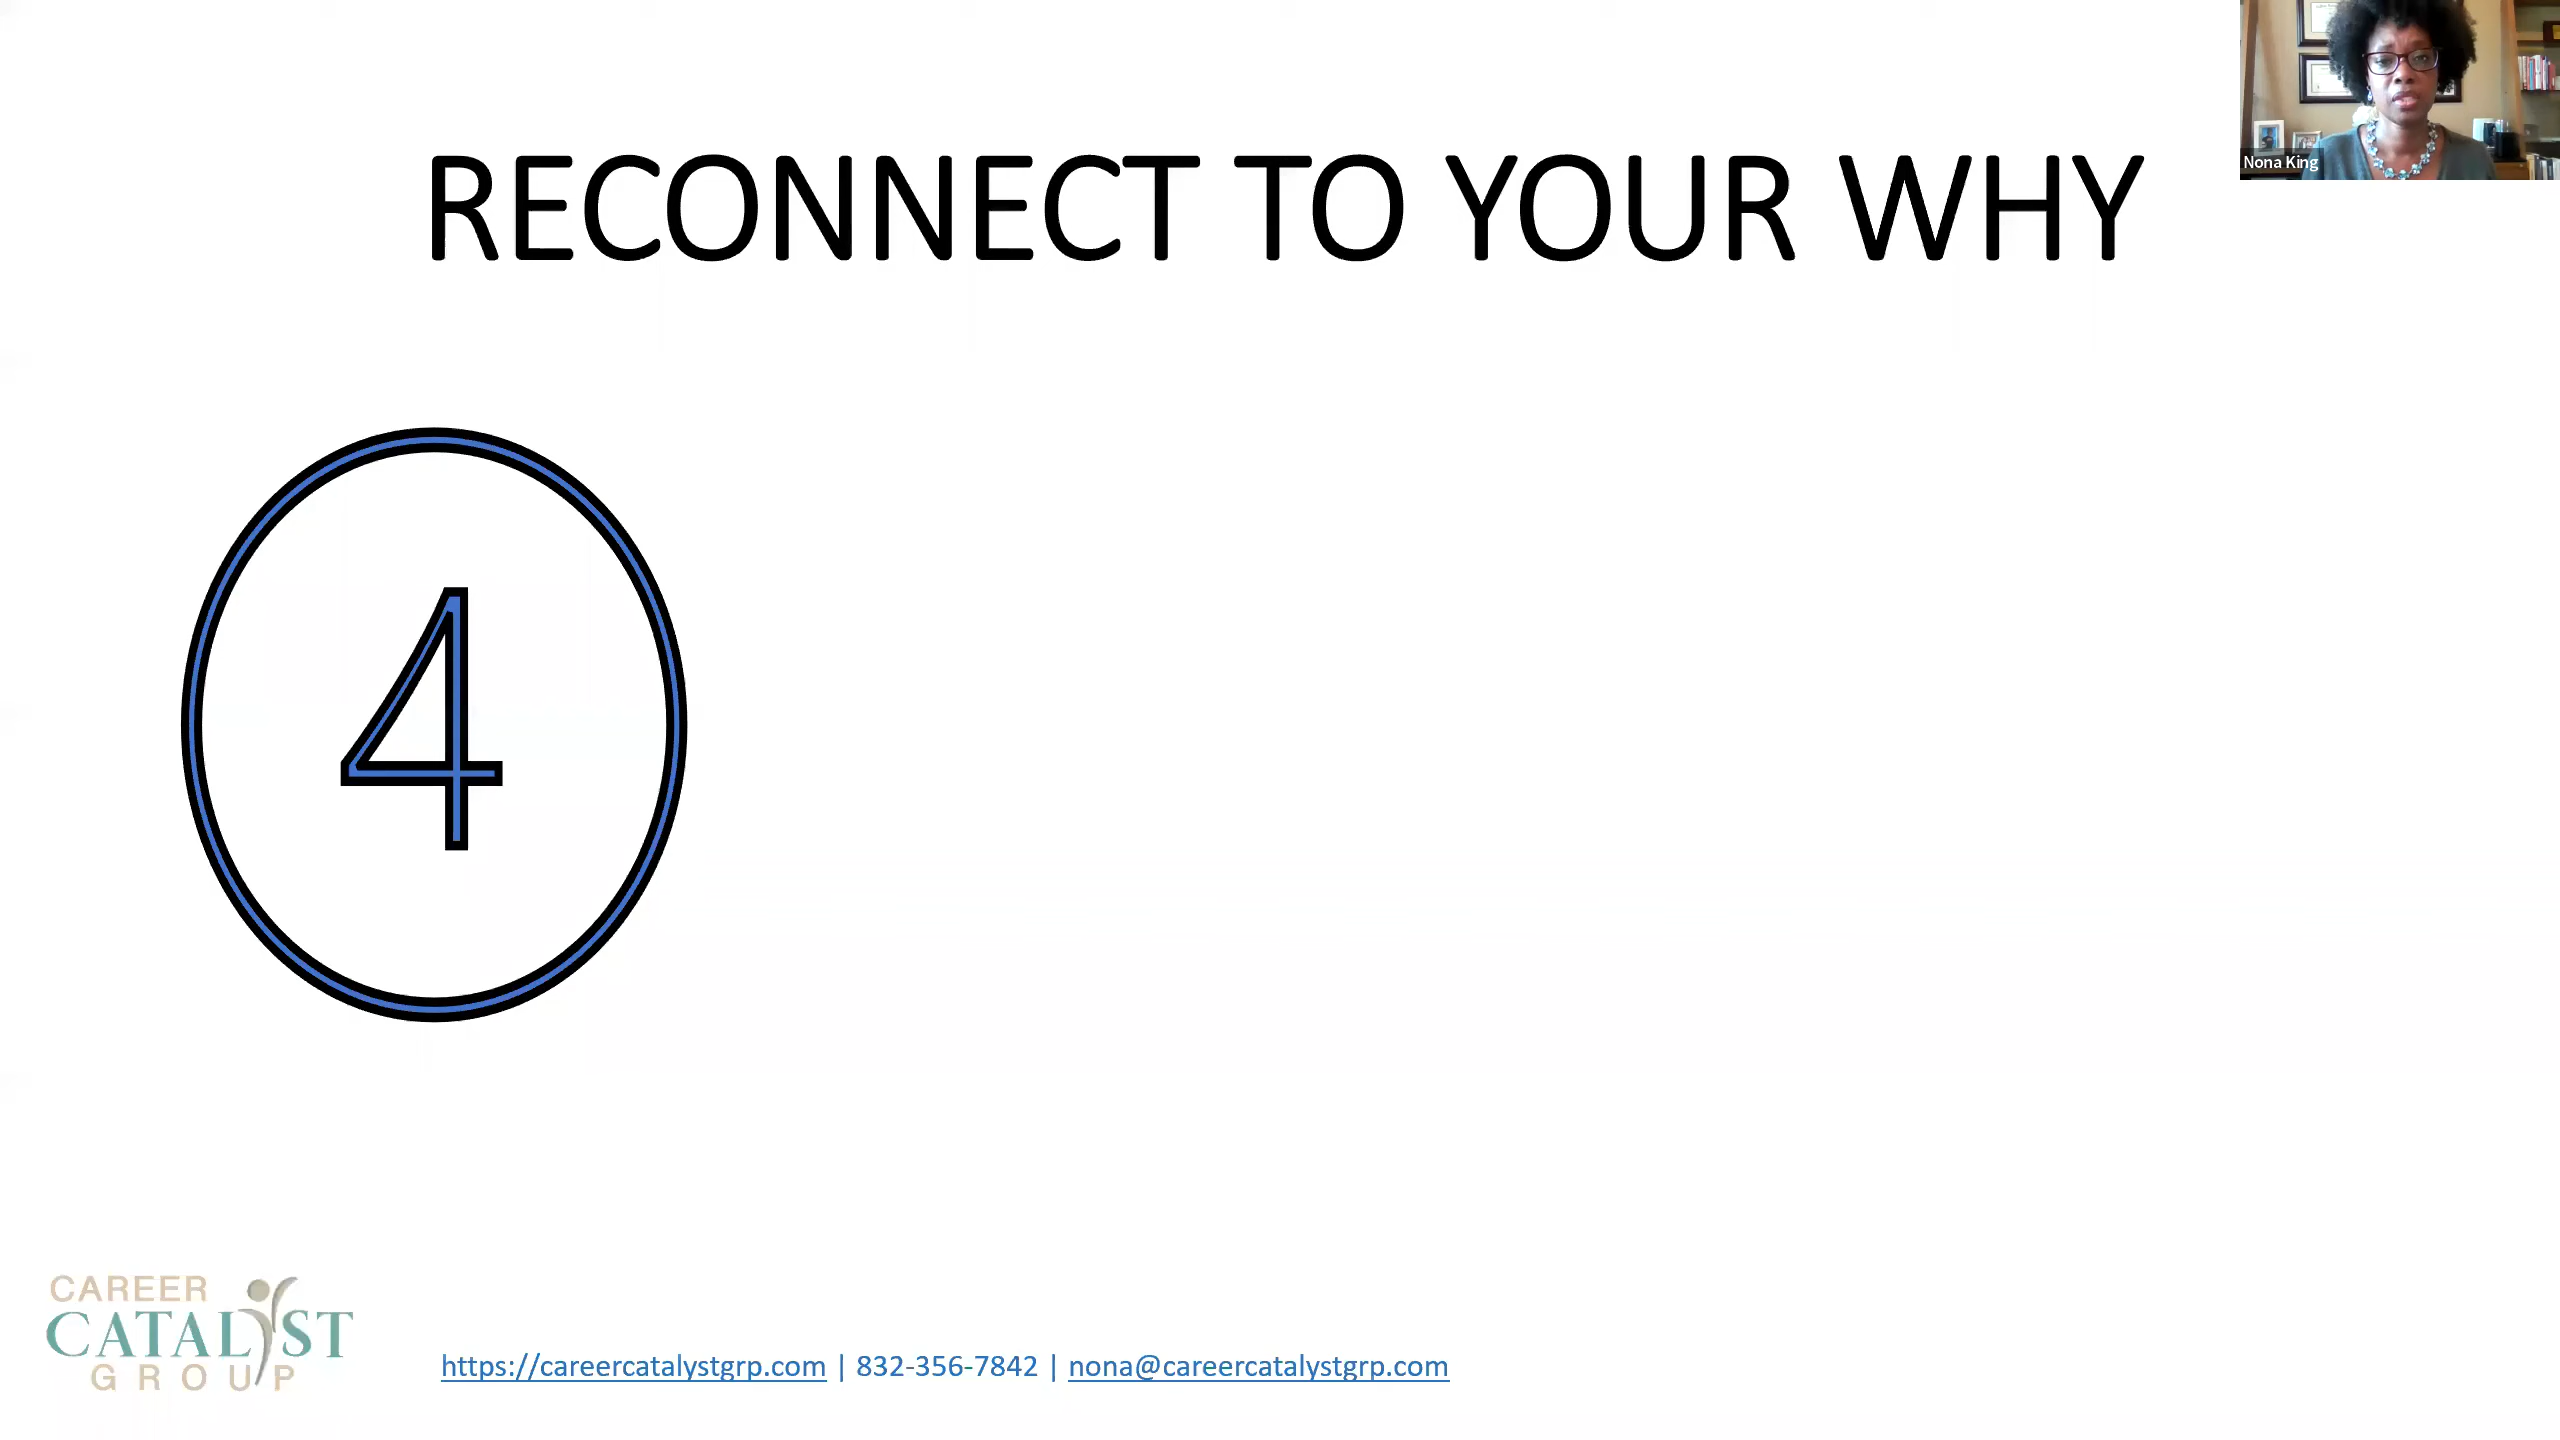 RECONNECT TO YOUR WHY
Nona King
4
CAREER
CATALYST
GROUP
https://careercatalystgrp.com | 832-356-7842 | nona@careercatalystgrp.com